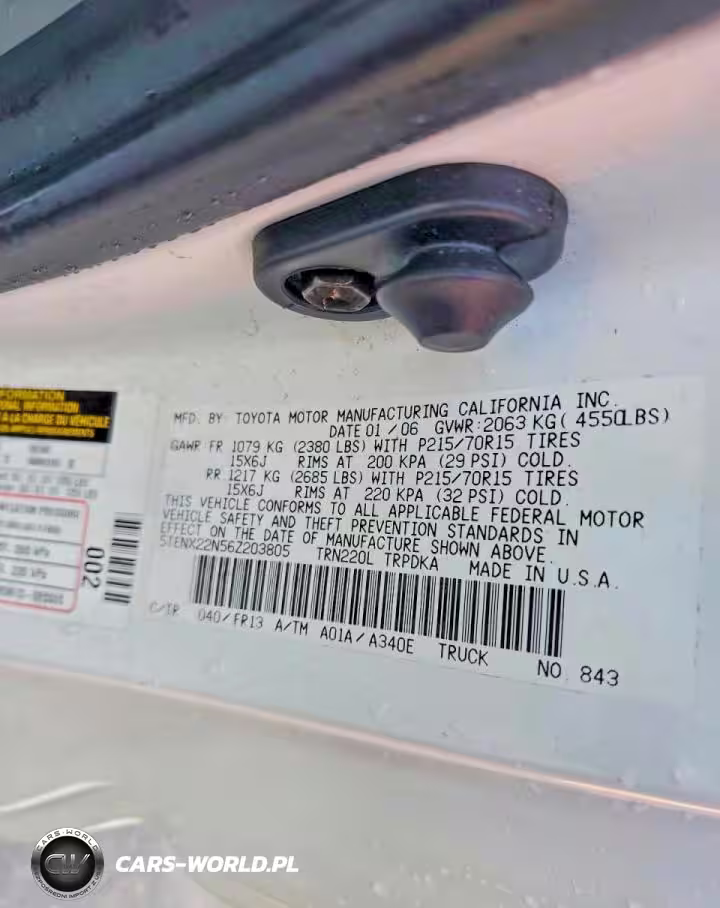 MFD. BY: TOYOTA MOTOR MANUFACTURING CALIFORNIA INC.
DATE 01/06 GVWR: 2063 KG( 4550LBS)
GAWR: FR 1079 KG (2380 LBS) WITH P215/70R15 TIRES
15X6J RIMS AT 200 KPA (29 PSI) COLD.
RR 1217 KG (2685 LBS) WITH P215/70R15 TIRES
15X6J RIMS AT 220 KPA (32 PSI) COLD.
THIS VEHICLE CONFORMS TO ALL APPLICABLE FEDERAL MOTOR
VEHICLE SAFETY AND THEFT PREVENTION STANDARDS IN
EFFECT ON THE DATE OF MANUFACTURE SHOWN ABOVE.
5TENX22N56Z203805 TRN220L TRPDKA MADE IN U.S.A.
C/TR 040/FR13 A/TM A01A/A340E TRUCK NO. 843
002
CARS-WORLD
CW
CARS-WORLD.PL